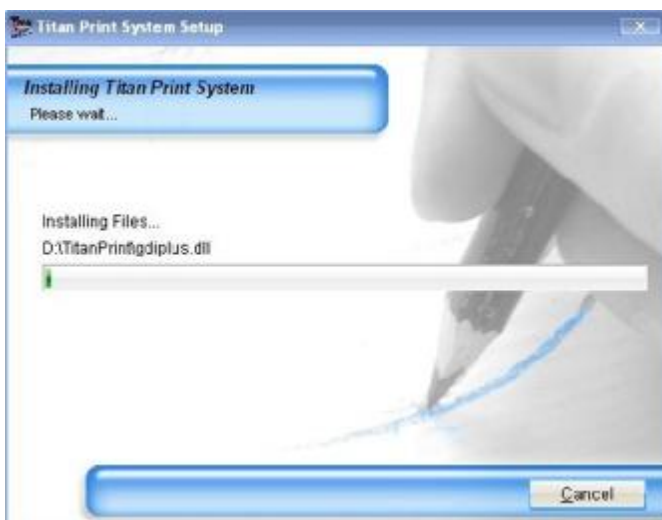 Titan Print System Setup
Installing Titan Print System
Please wait...
Installing Files...
D:\TitanPrint\gdiplus.dll
Cancel